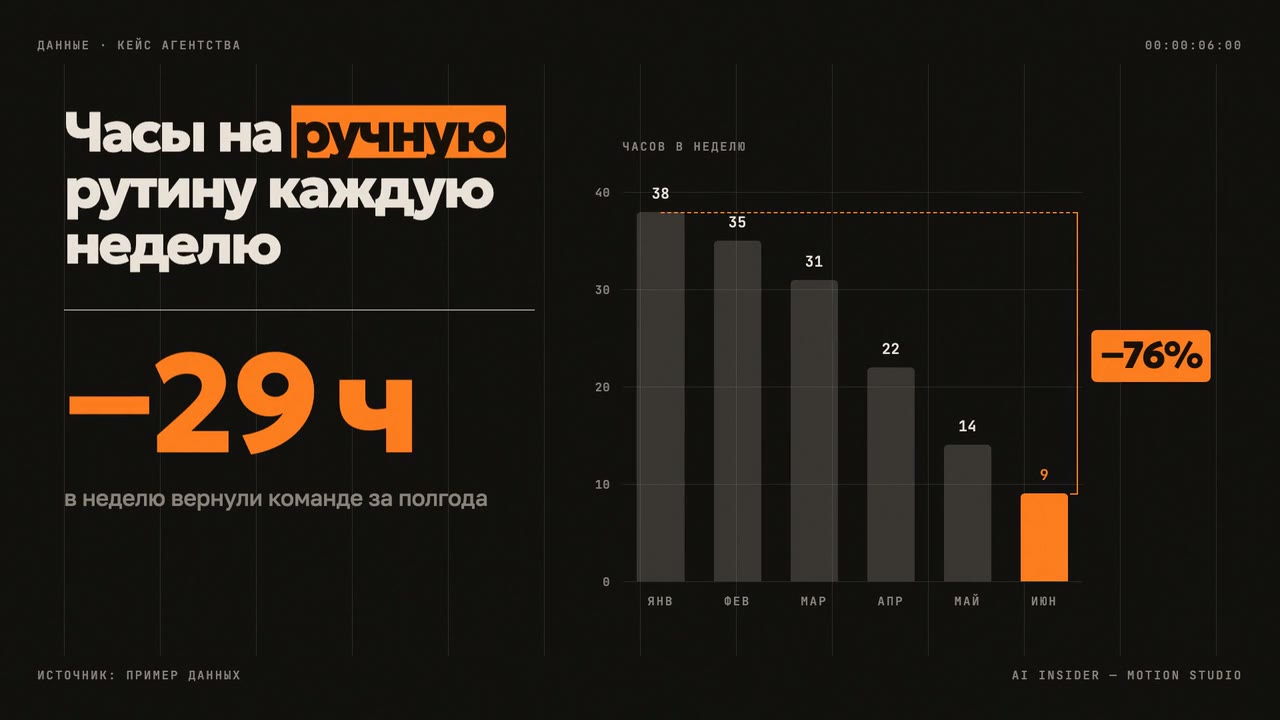 ДАННЫЕ · КЕЙС АГЕНТСТВА
00:00:06:00
Часы на ручную
рутину каждую
неделю
−29 ч
в неделю вернули команде за полгода
ЧАСОВ В НЕДЕЛЮ
40
30
20
10
0
38
35
31
22
14
9
−76%
ЯНВ
ФЕВ
МАР
АПР
МАЙ
ИЮН
ИСТОЧНИК: ПРИМЕР ДАННЫХ
AI INSIDER — MOTION STUDIO